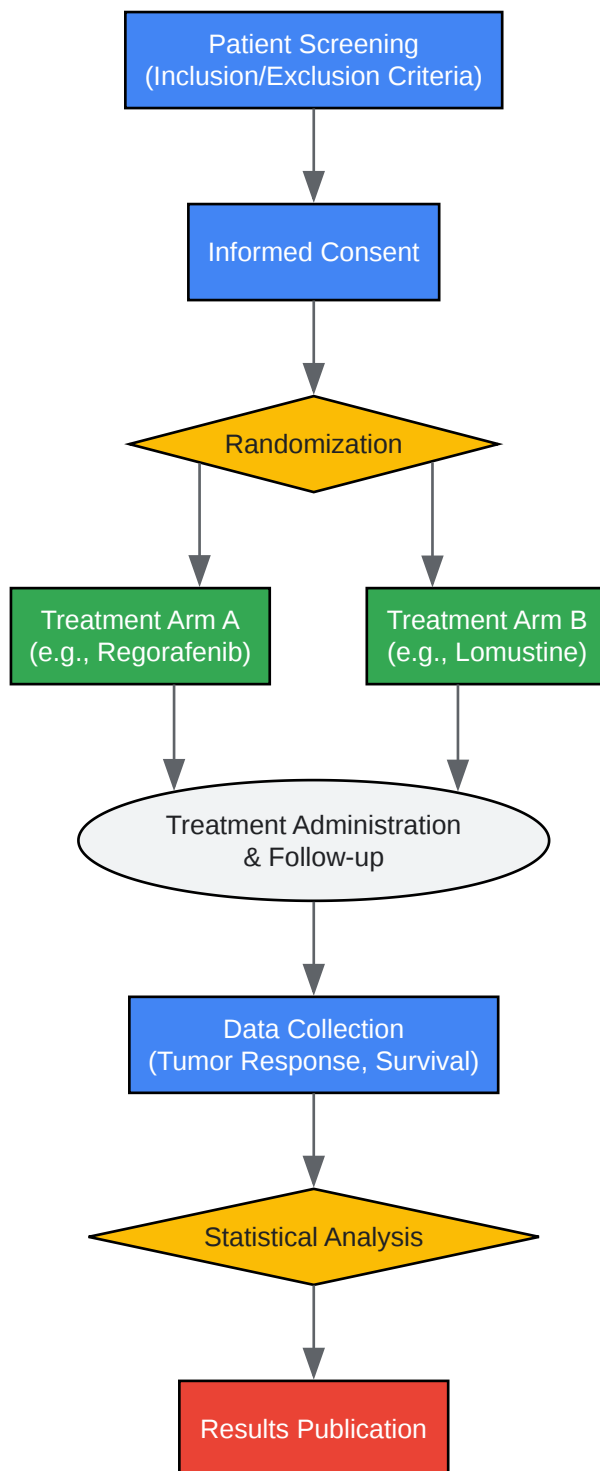 Patient Screening
(Inclusion/Exclusion Criteria)
Informed Consent
Randomization
Treatment Arm A
(e.g., Regorafenib)
Treatment Arm B
(e.g., Lomustine)
Treatment Administration
& Follow-up
Data Collection
(Tumor Response, Survival)
Statistical Analysis
Results Publication